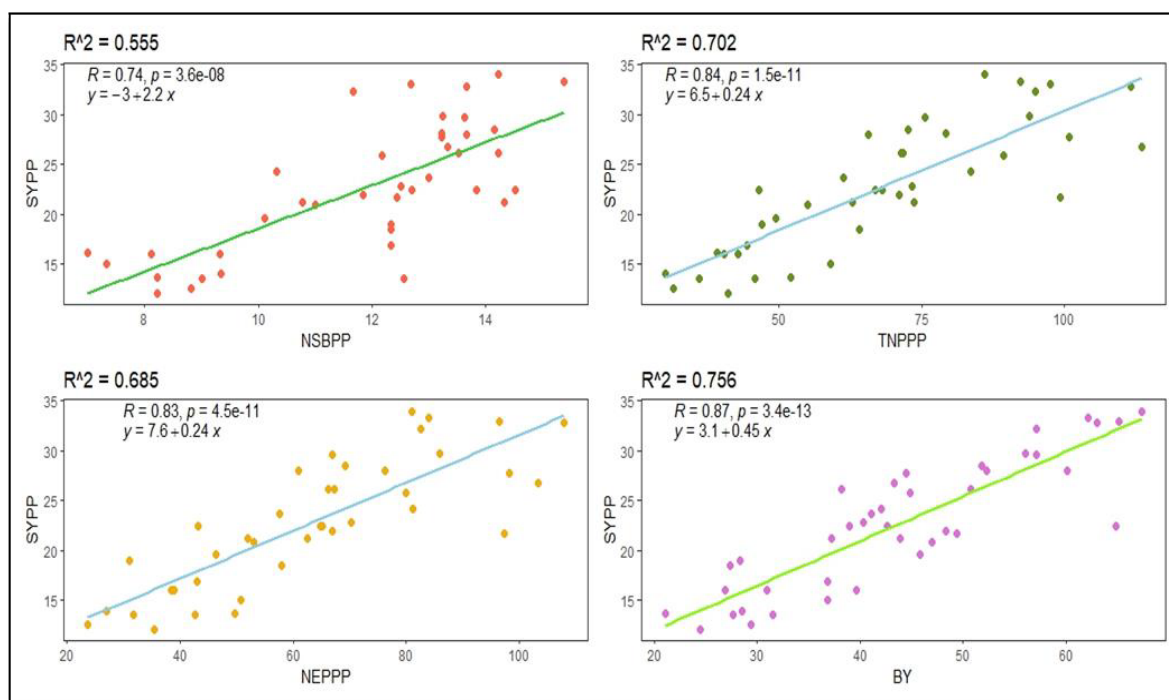 R^2 = 0.555
R = 0.74, p = 3.6e-08
y = −3+2.2 x
35
30
25
20
15
SYPP
8 10 12 14
NSBPP
R^2 = 0.702
R = 0.84, p = 1.5e-11
y = 6.5+0.24 x
35
30
25
20
15
SYPP
50 75 100
TNPPP
R^2 = 0.685
R = 0.83, p = 4.5e-11
y = 7.6+0.24 x
35
30
25
20
15
SYPP
20 40 60 80 100
NEPPP
R^2 = 0.756
R = 0.87, p = 3.4e-13
y = 3.1+0.45 x
35
30
25
20
15
SYPP
20 30 40 50 60
BY